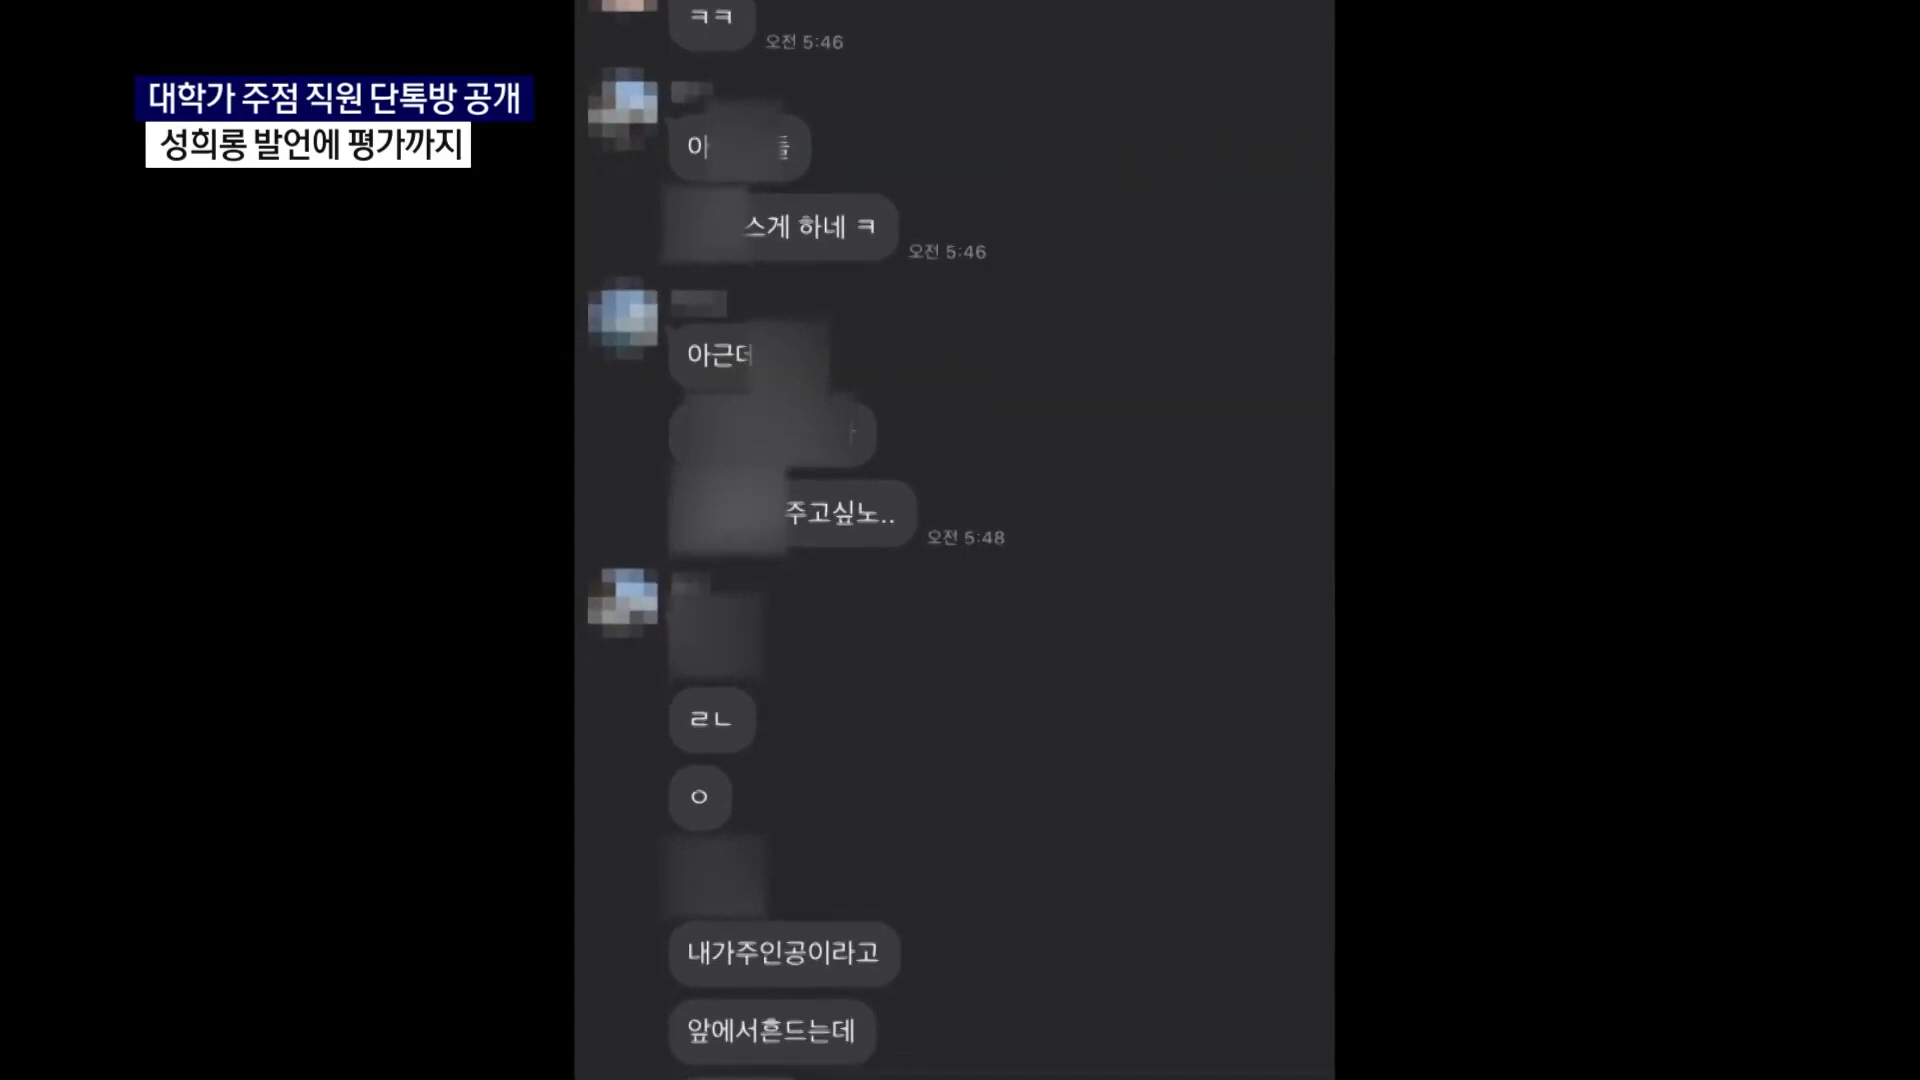 대학가 주점 직원 단톡방 공개
성희롱 발언에 평가까지
ㅋㅋ
오전 5:46
아
들
스게 하네 ㅋ
오전 5:46
아근데
주고싶노..
오전 5:48
ㄹㄴ
ㅇ
내가주인공이라고
앞에서흔드는데